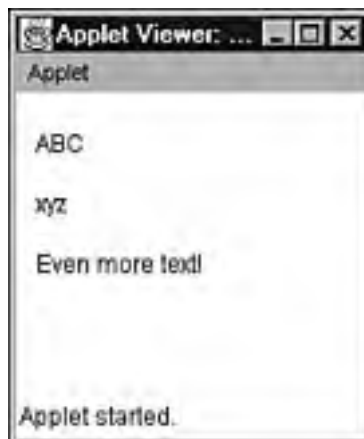 Applet Viewer: ...
Applet
ABC
xyz
Even more text!
Applet started.